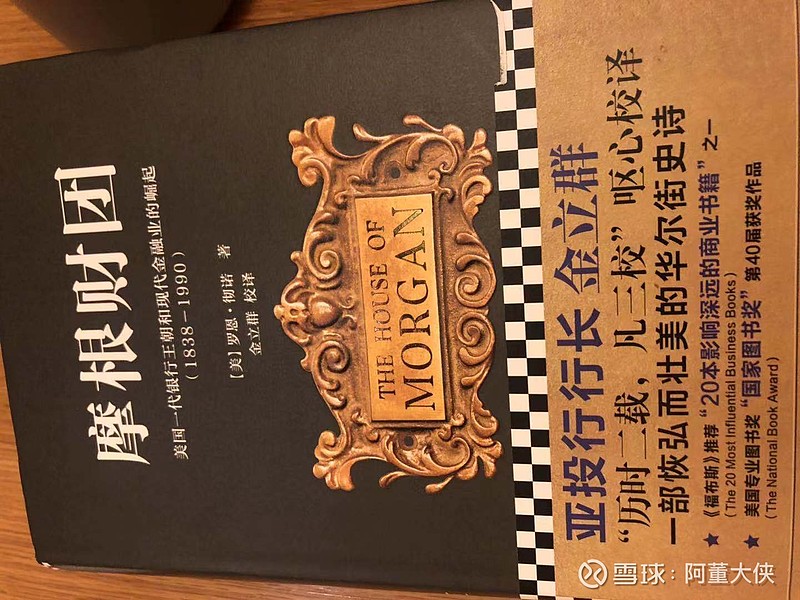 摩根财团
美国一代银行王朝和现代金融业的崛起
(1838–1990)
[美] 罗恩·彻诺 著
金立群 校译
THE HOUSE OF
MORGAN
亚投行行长 金立群
“历时二载，凡三校” 呕心校译
一部恢弘而壮美的华尔街史诗
★《福布斯》推荐“20本影响深远的商业书籍”之一
(The 20 Most Influential Business Books)
★ 美国专业图书奖“国家图书奖”第40届获奖作品
(The National Book Award)
雪球：阿董大侠